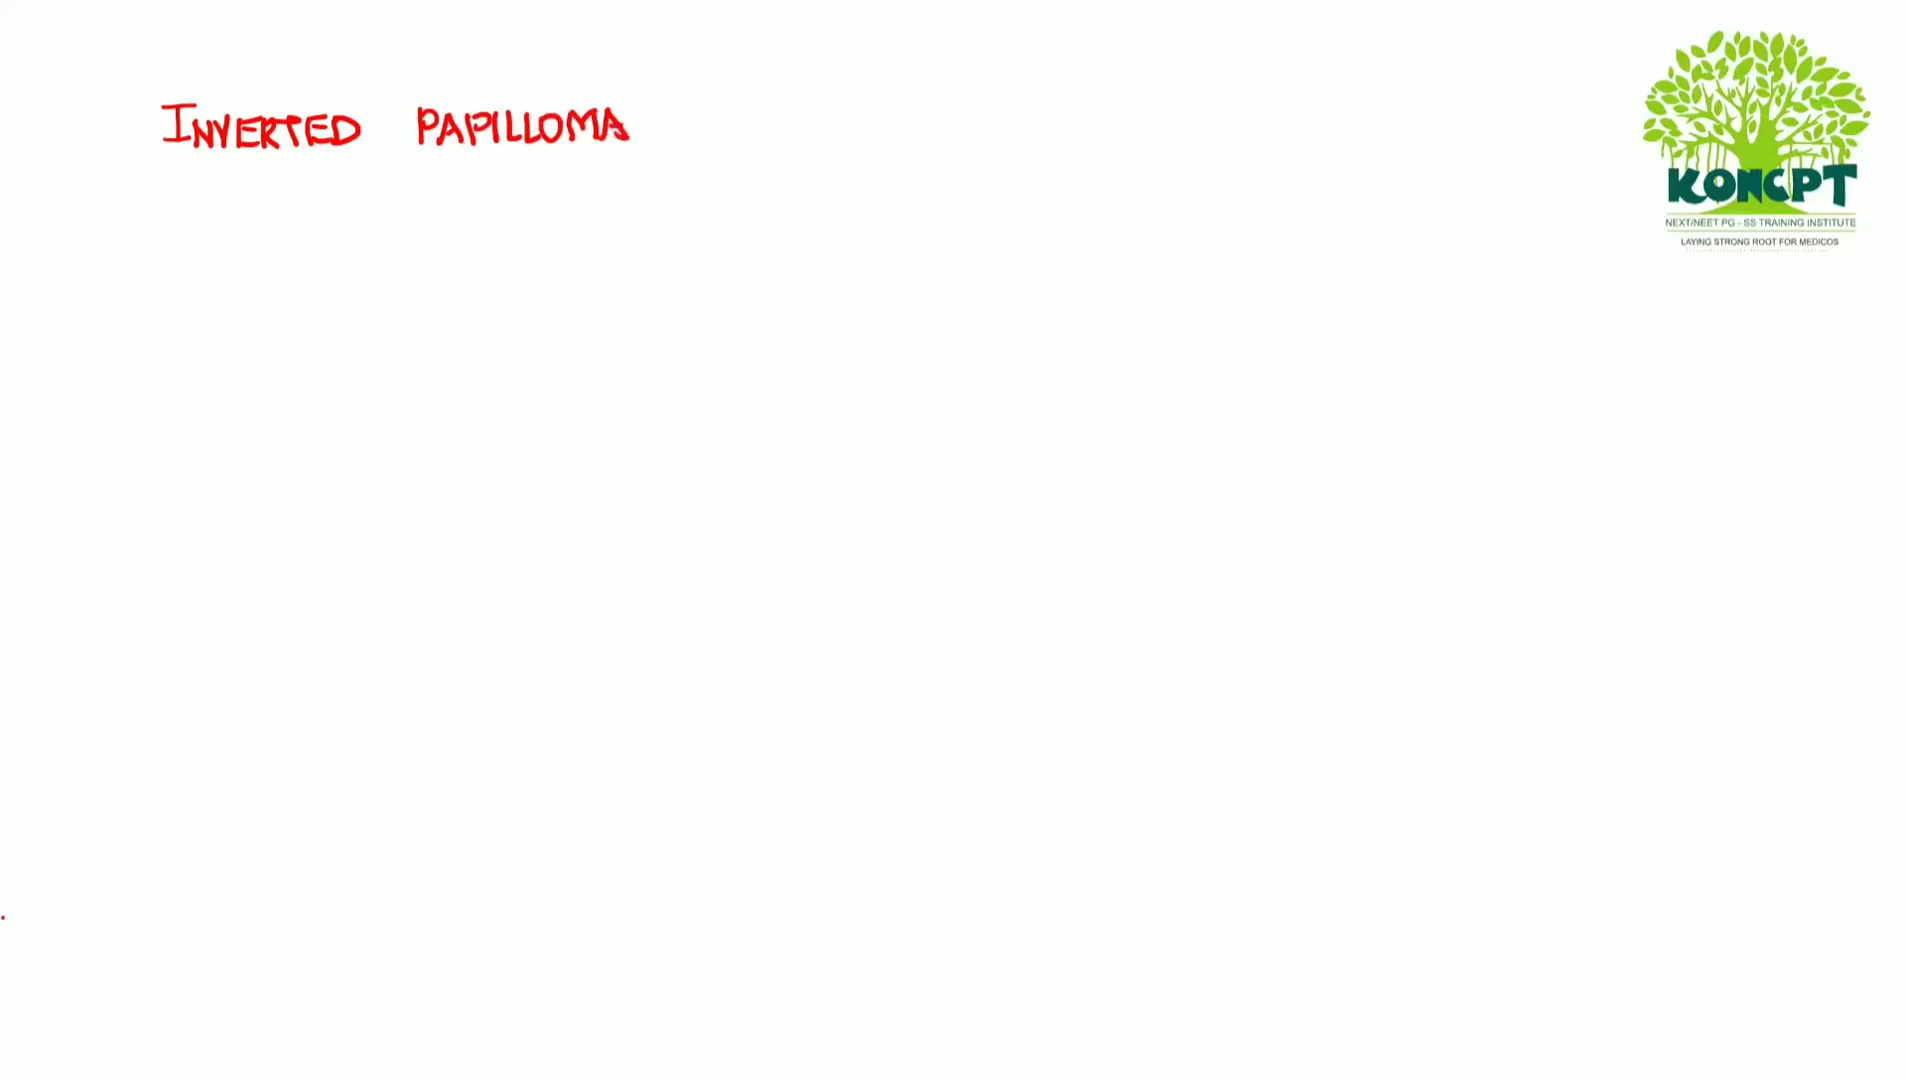 INVERTED PAPILLOMA
KONCPT
NEXT/NEET PG - SS TRAINING INSTITUTE
LAYING STRONG ROOT FOR MEDICOS